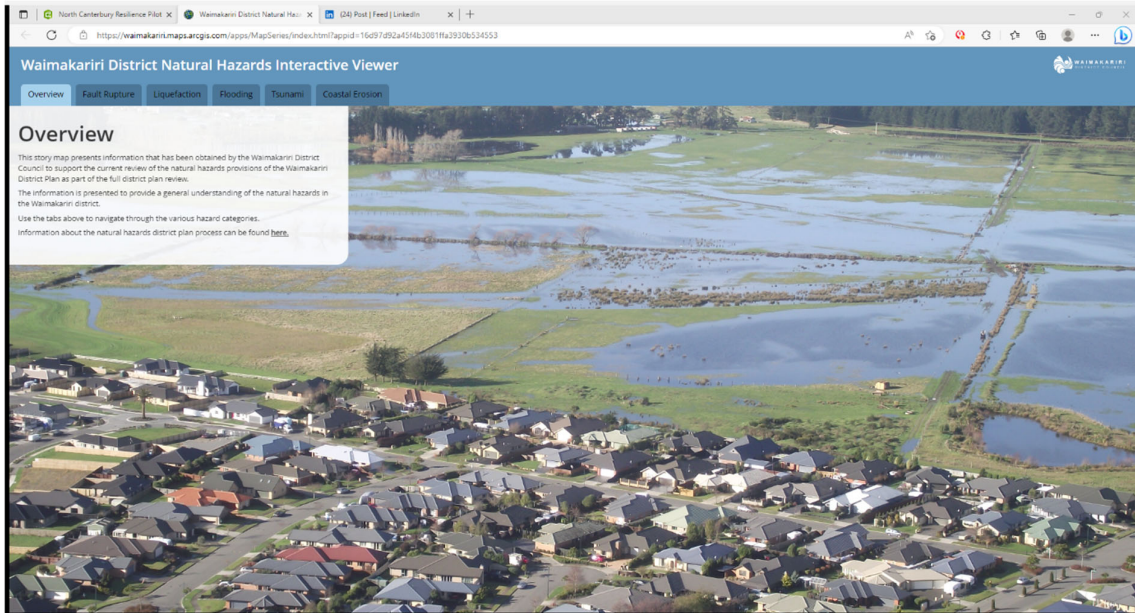 North Canterbury Resilience Pilot
Waimakariri District Natural Haz
(24) Post | Feed | LinkedIn
https://waimakariri.maps.arcgis.com/apps/MapSeries/index.html?appid=16d97d92a45f4b3081ffa3930b534553
Waimakariri District Natural Hazards Interactive Viewer
WAIMAKARIRI
DISTRICT COUNCIL
Overview
Fault Rupture
Liquefaction
Flooding
Tsunami
Coastal Erosion
Overview
This story map presents information that has been obtained by the Waimakariri District
Council to support the current review of the natural hazards provisions of the Waimakariri
District Plan as part of the full district plan review.
The information is presented to provide a general understanding of the natural hazards in
the Waimakariri district.
Use the tabs above to navigate through the various hazard categories.
Information about the natural hazards district plan process can be found here.